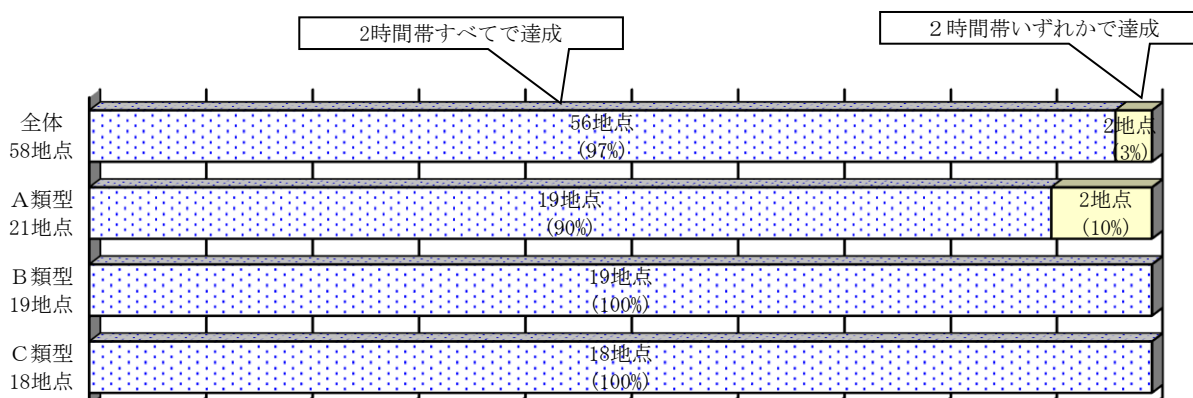 2時間帯すべてで達成
２時間帯いずれかで達成
全体
58地点
56地点
(97%)
2地点
(3%)
Ａ類型
21地点
19地点
(90%)
2地点
(10%)
Ｂ類型
19地点
19地点
(100%)
Ｃ類型
18地点
18地点
(100%)